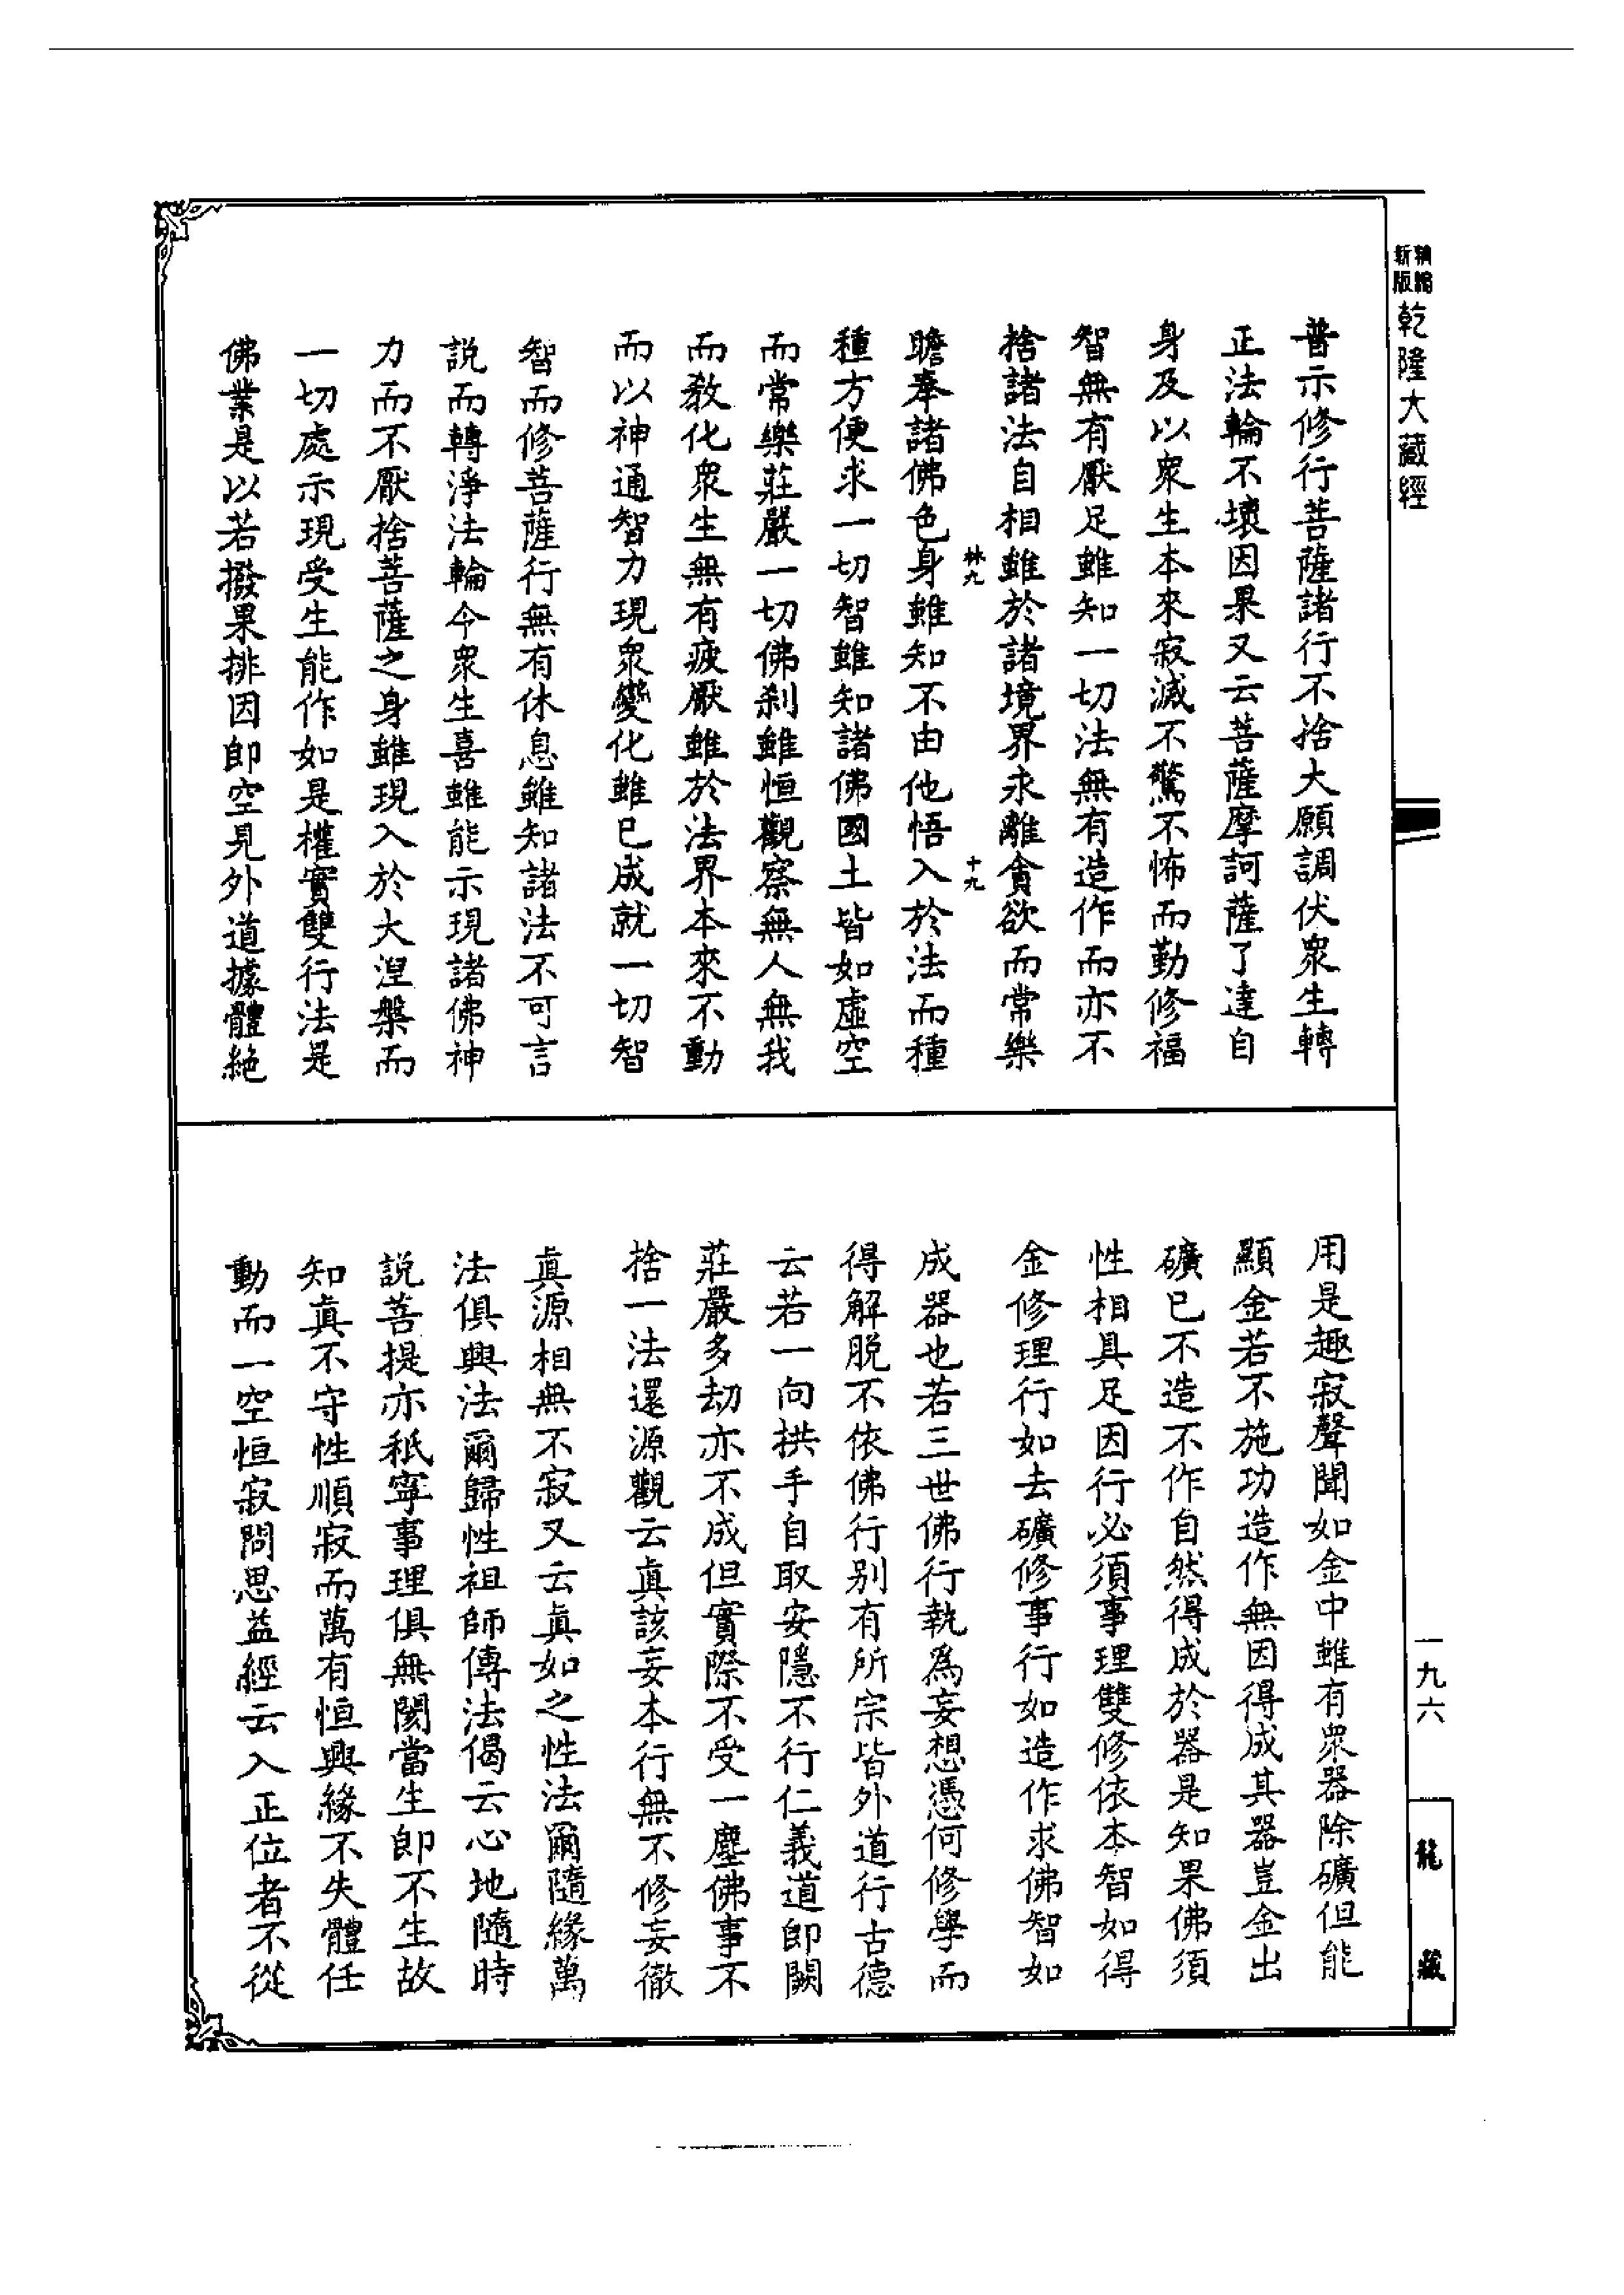 新編
新版
乾隆大藏經
普示修行菩薩諸行不捨大願調伏衆生轉
正法輪不壞因果又云菩薩摩訶薩了達自
身及以衆生本來寂滅不驚不怖而勤修福
智無有厭足雖知一切法無有造作而亦不
捨諸法自相雖於諸境界永離貪欲而常樂
林九
十九
瞻奉諸佛色身雖知不由他悟入於法而種
種方便求一切智雖知諸佛國土皆如虛空
而常樂莊嚴一切佛刹雖恒觀察無人無我
而教化衆生無有疲厭雖於法界本來不動
而以神通智力現衆變化雖已成就一切智
智而修菩薩行無有休息雖知諸法不可言
說而轉淨法輪令衆生喜雖能示現諸佛神
力而不厭捨菩薩之身雖現入於大涅槃而
一切處示現受生能作如是權實雙行法是
佛業是以若撥果排因即空見外道據體絶
用是趣寂聲聞如金中雖有衆器除礦但能
顯金若不施功造作無因得成其器豈金出
礦已不造不作自然得成於器是知果佛須
性相具足因行必須事理雙修依本智如得
金修理行如去礦修事行如造作求佛智如
成器也若三世佛行執爲妄想憑何修學而
得解脫不依佛行別有所宗皆外道行古德
云若一向拱手自取安隱不行仁義道即闕
莊嚴多劫亦不成但實際不受一塵佛事不
捨一法還源觀云眞該妄本行無不修妄徹
眞源相無不寂又云眞如之性法爾隨緣萬
法俱興法爾歸性祖師傳法偈云心地隨時
說菩提亦秖寧事理俱無閡當生即不生故
知眞不守性順寂而萬有恒興緣不失體任
動而一空恒寂問思益經云入正位者不從
一九六
龍藏